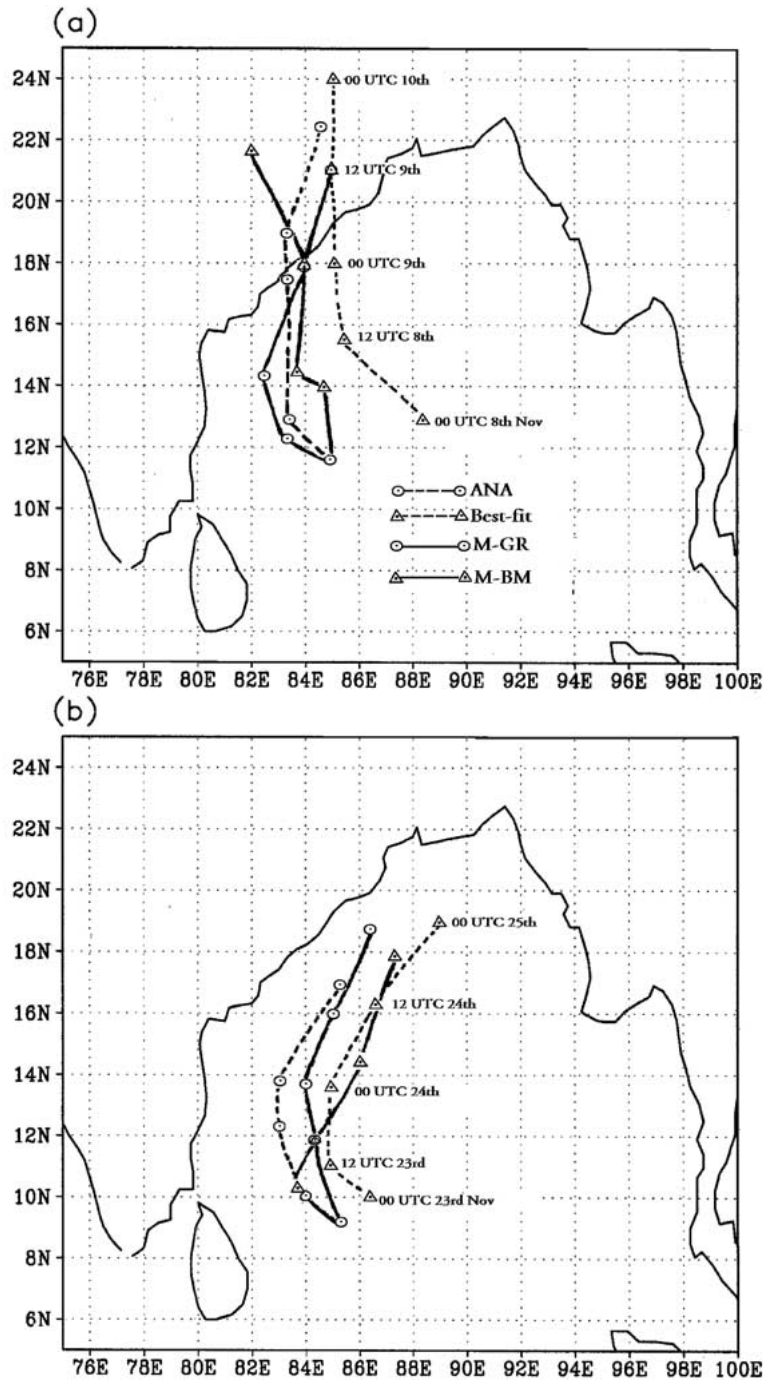 (a)
24N
00 UTC 10th
22N
12 UTC 9th
20N
18N
00 UTC 9th
16N
12 UTC 8th
14N
00 UTC 8th Nov
12N
ANA
10N
Best-fit
M-GR
8N
M-BM
6N
76E 78E 80E 82E 84E 86E 88E 90E 92E 94E 96E 98E 100E
(b)
24N
22N
20N
00 UTC 25th
18N
16N
12 UTC 24th
14N
00 UTC 24th
12N
12 UTC 23rd
10N
00 UTC 23rd Nov
8N
6N
76E 78E 80E 82E 84E 86E 88E 90E 92E 94E 96E 98E 100E